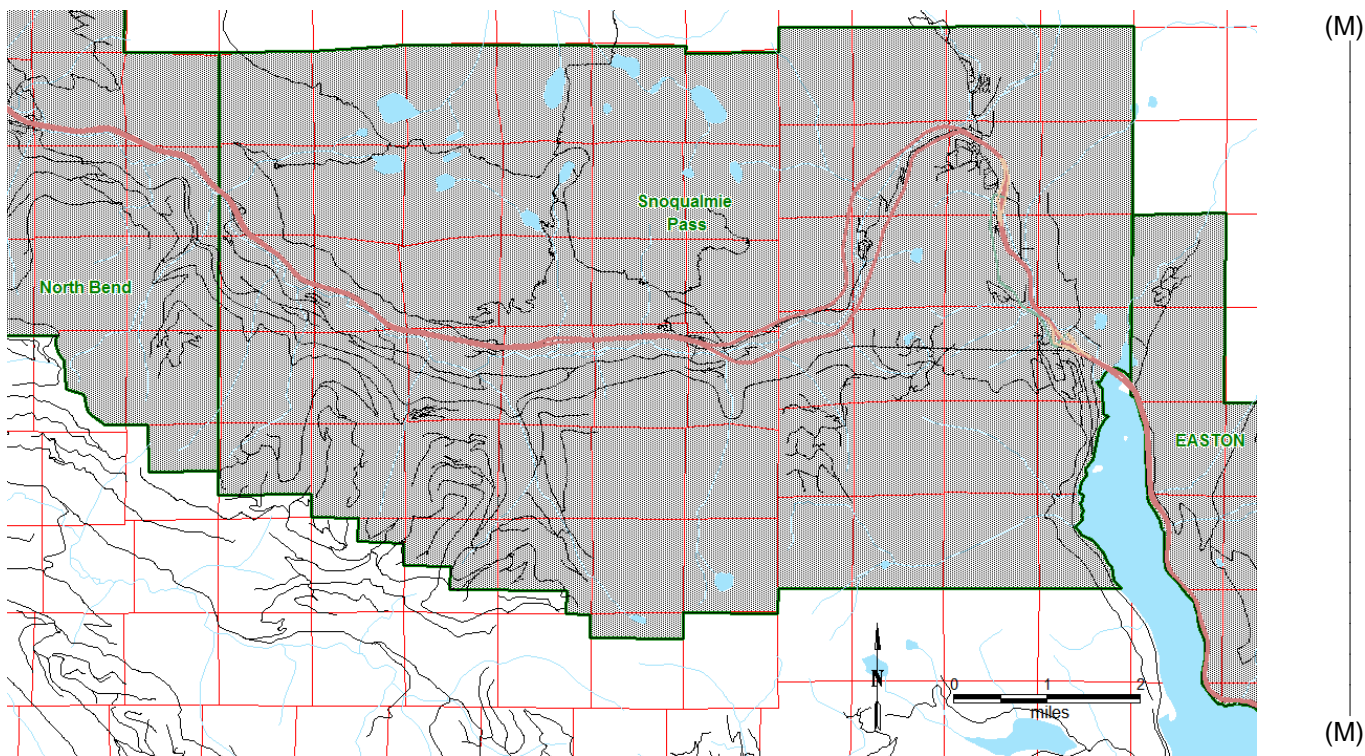 (M)
Snoqualmie
Pass
North Bend
EASTON
N
0 1 2
miles
(M)